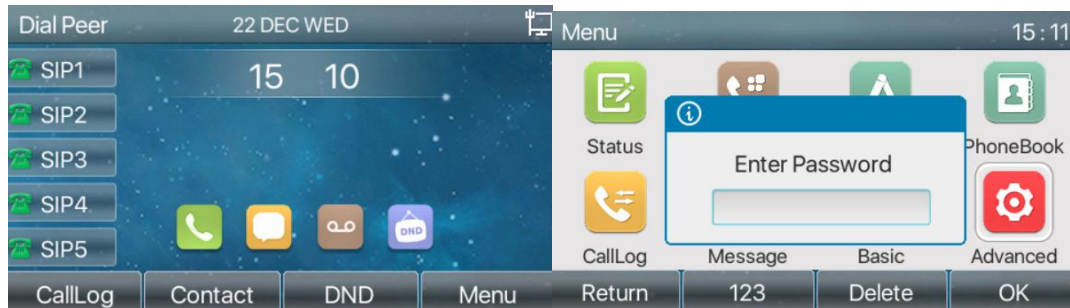 Dial Peer 22 DEC WED
SIP1
15 10
SIP2
SIP3
SIP4
SIP5
DND
CallLog Contact DND Menu
Menu 15:11
Status PhoneBook
Enter Password
CallLog Message Basic Advanced
Return 123 Delete OK